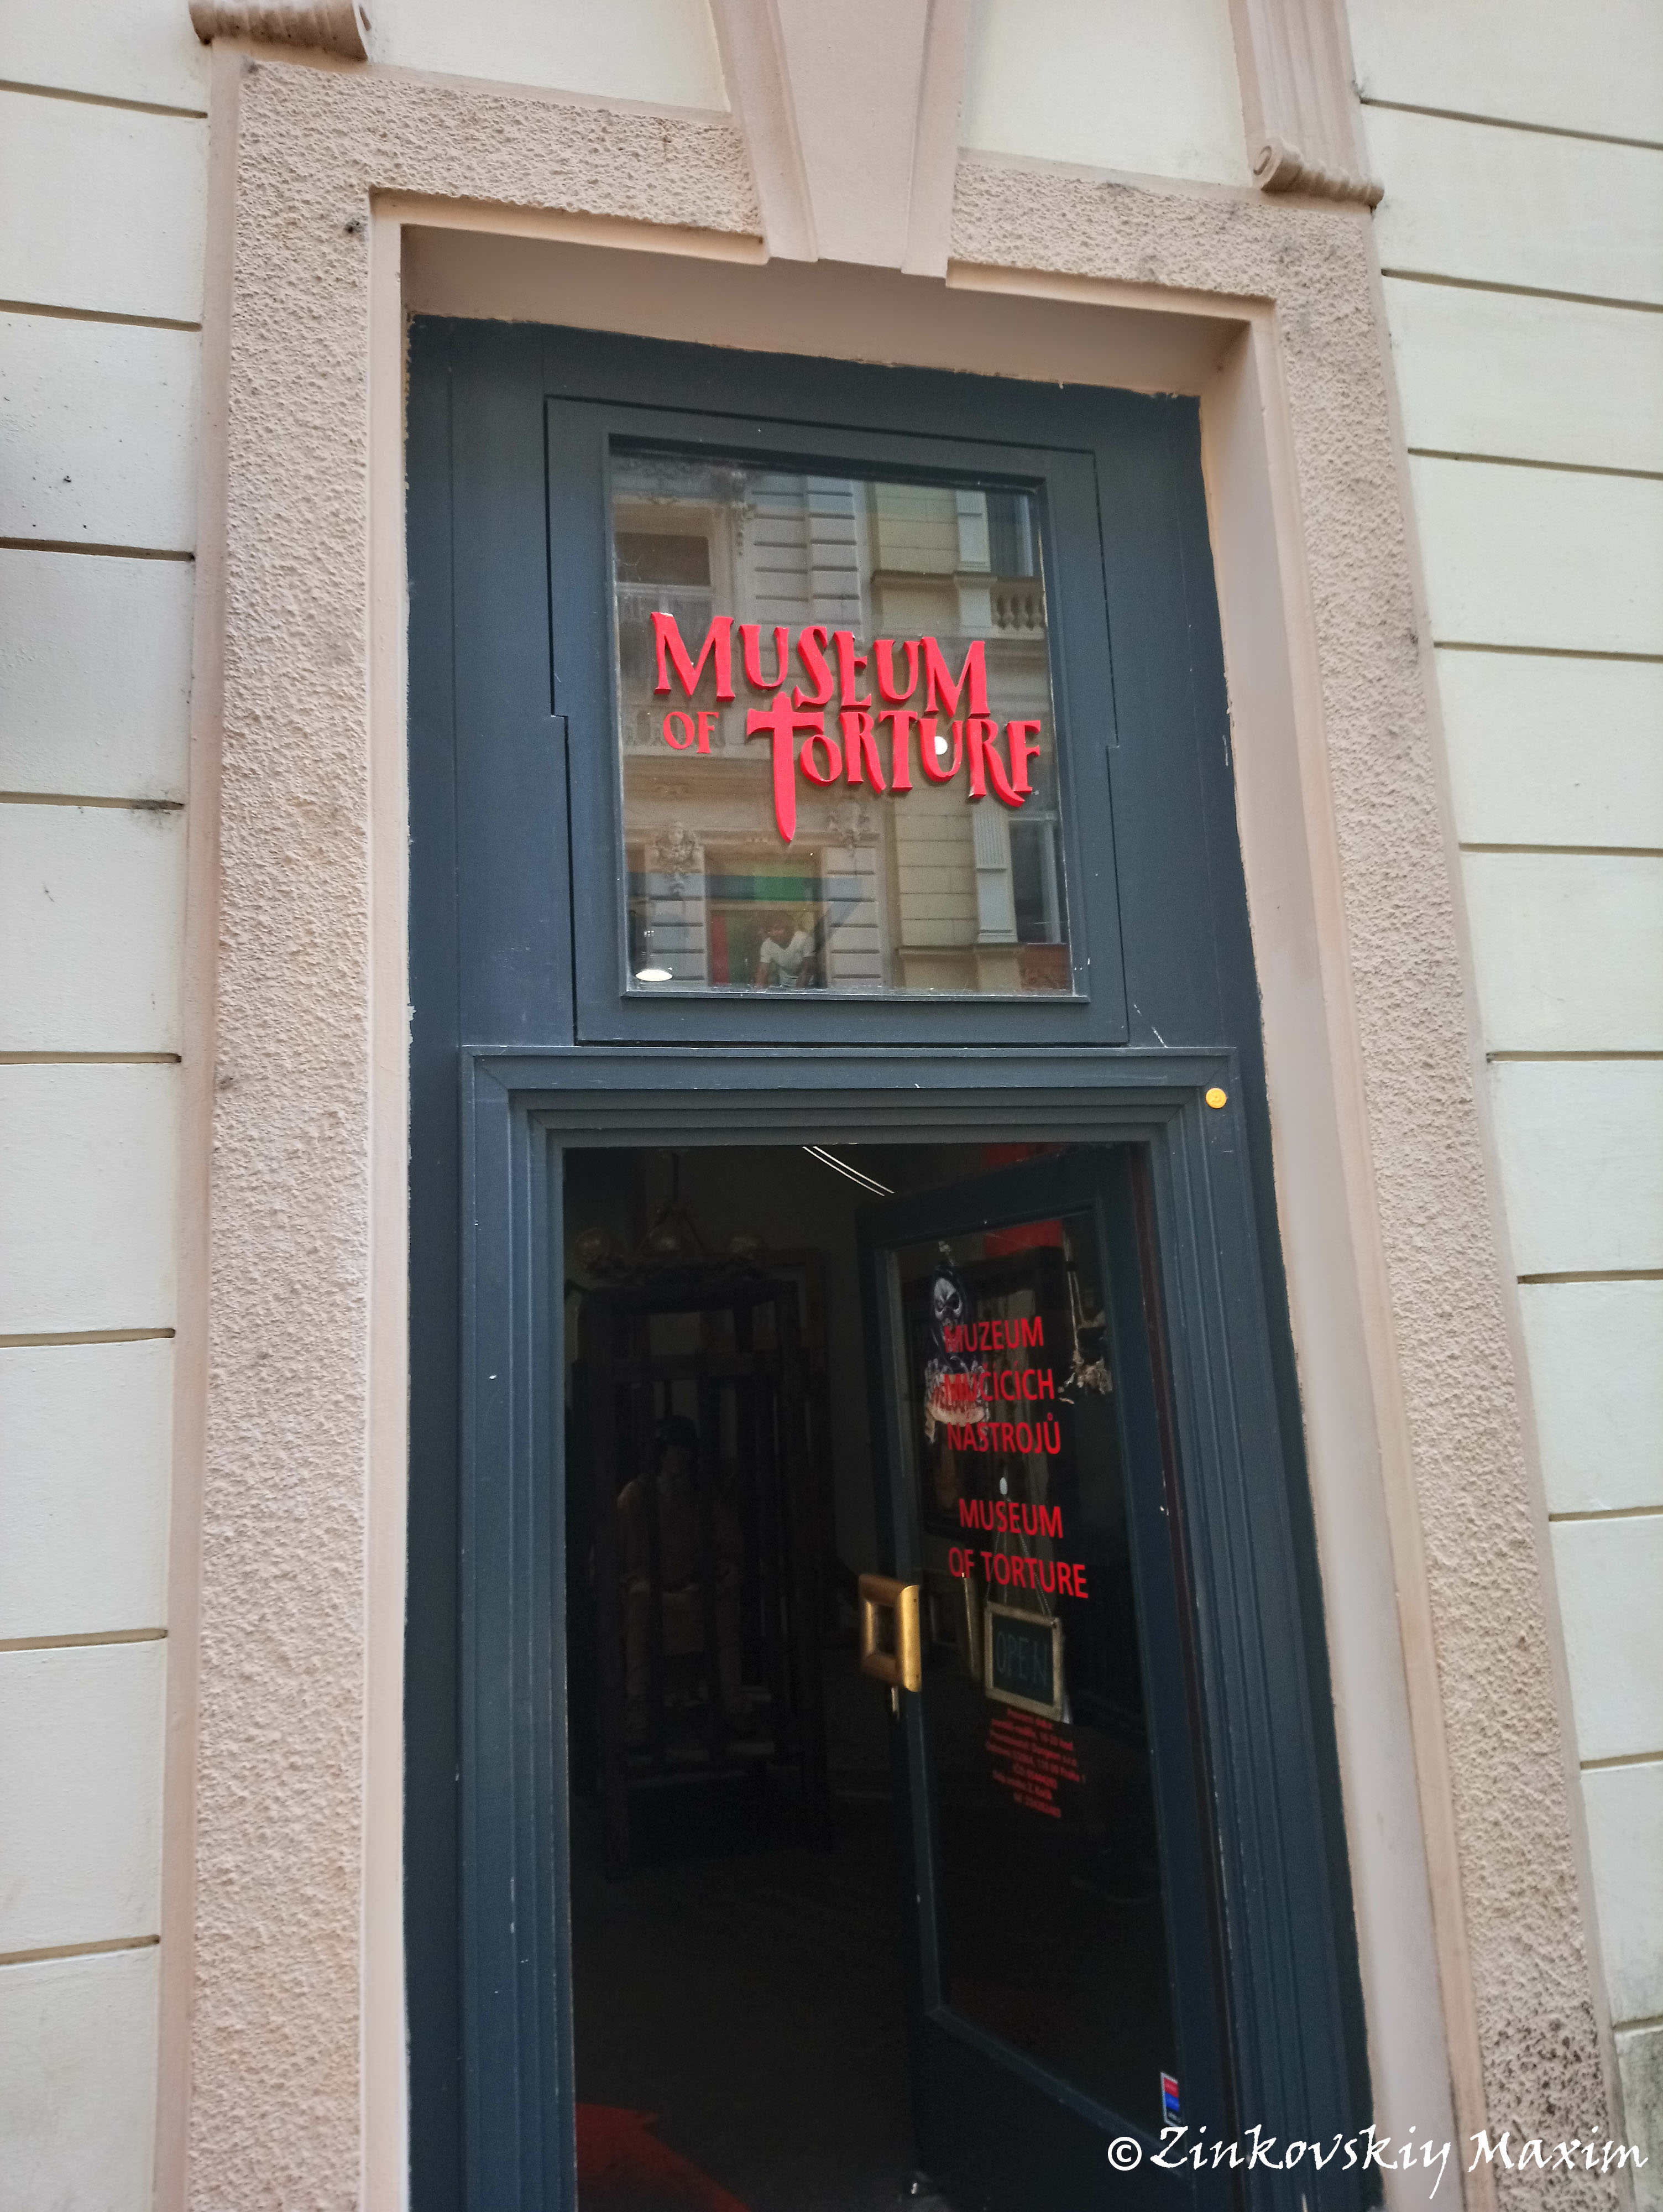 MUSEUM
OF TORTURE
MUZEUM
MUČÍCÍCH
NÁSTROJŮ
MUSEUM
OF TORTURE
OPEN
©Zinkovskiy Maxim